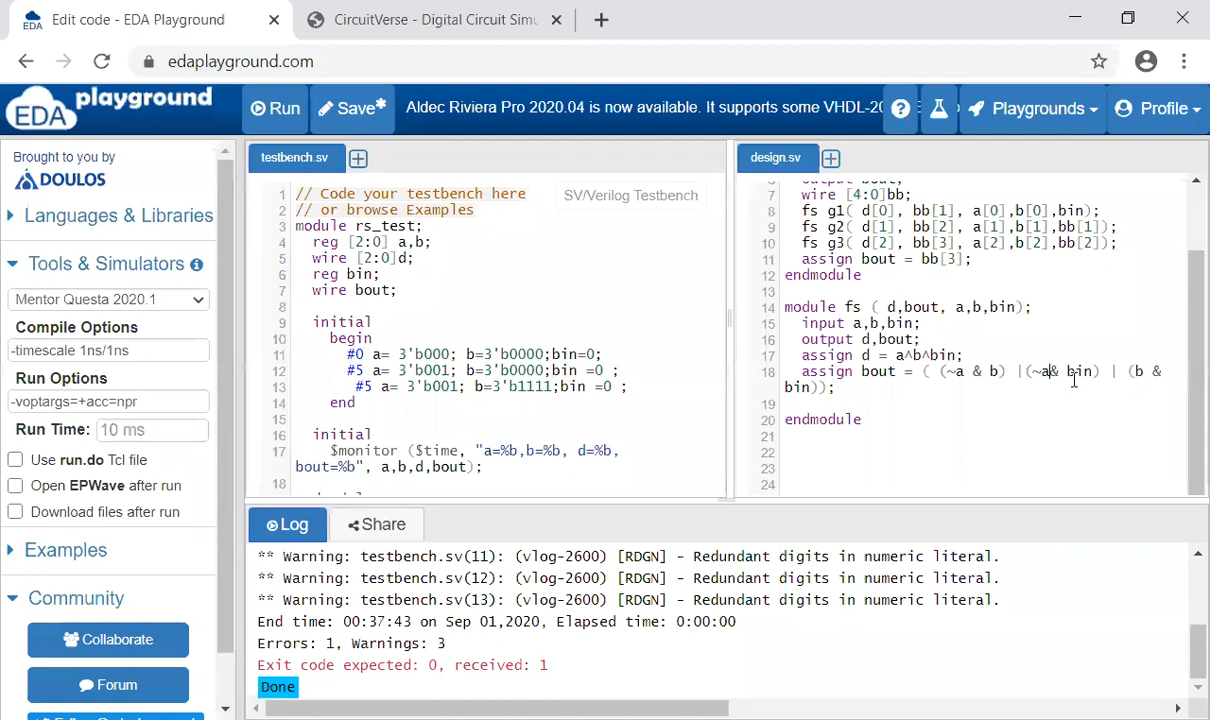 Edit code - EDA Playground
CircuitVerse - Digital Circuit Simu
edaplayground.com
EDA playground
Run
Save*
Aldec Riviera Pro 2020.04 is now available. It supports some VHDL-20
Playgrounds
Profile
Brought to you by
DOULOS
Languages & Libraries
Tools & Simulators
Mentor Questa 2020.1
Compile Options
-timescale 1ns/1ns
Run Options
-voptargs=+acc=npr
Run Time: 10 ms
Use run.do Tcl file
Open EPWave after run
Download files after run
Examples
Community
Collaborate
Forum
testbench.sv
SV/Verilog Testbench
1 // Code your testbench here
2 // or browse Examples
3 module rs_test;
4 reg [2:0] a,b;
5 wire [2:0]d;
6 reg bin;
7 wire bout;
8
9 initial
10 begin
11 #0 a= 3'b000; b=3'b0000;bin=0;
12 #5 a= 3'b001; b=3'b0000;bin =0 ;
13 #5 a= 3'b001; b=3'b1111;bin =0 ;
14 end
15
16 initial
17 $monitor ($time, "a=%b,b=%b, d=%b,
bout=%b", a,b,d,bout);
18
design.sv
6 output bout;
7 wire [4:0]bb;
8 fs g1( d[0], bb[1], a[0],b[0],bin);
9 fs g2( d[1], bb[2], a[1],b[1],bb[1]);
10 fs g3( d[2], bb[3], a[2],b[2],bb[2]);
11 assign bout = bb[3];
12 endmodule
13
14 module fs ( d,bout, a,b,bin);
15 input a,b,bin;
16 output d,bout;
17 assign d = a^b^bin;
18 assign bout = ( (~a & b) |(~a& bin) | (b &
bin));
19
20 endmodule
21
22
23
24
Log
Share
** Warning: testbench.sv(11): (vlog-2600) [RDGN] - Redundant digits in numeric literal.
** Warning: testbench.sv(12): (vlog-2600) [RDGN] - Redundant digits in numeric literal.
** Warning: testbench.sv(13): (vlog-2600) [RDGN] - Redundant digits in numeric literal.
End time: 00:37:43 on Sep 01,2020, Elapsed time: 0:00:00
Errors: 1, Warnings: 3
Exit code expected: 0, received: 1
Done